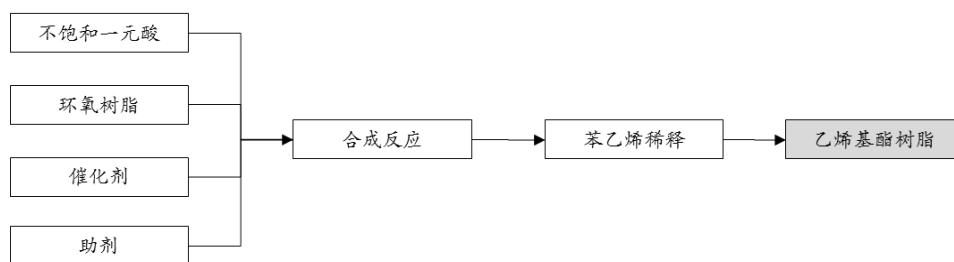 不饱和一元酸
环氧树脂
催化剂
助剂
合成反应
苯乙烯稀释
乙烯基酯树脂